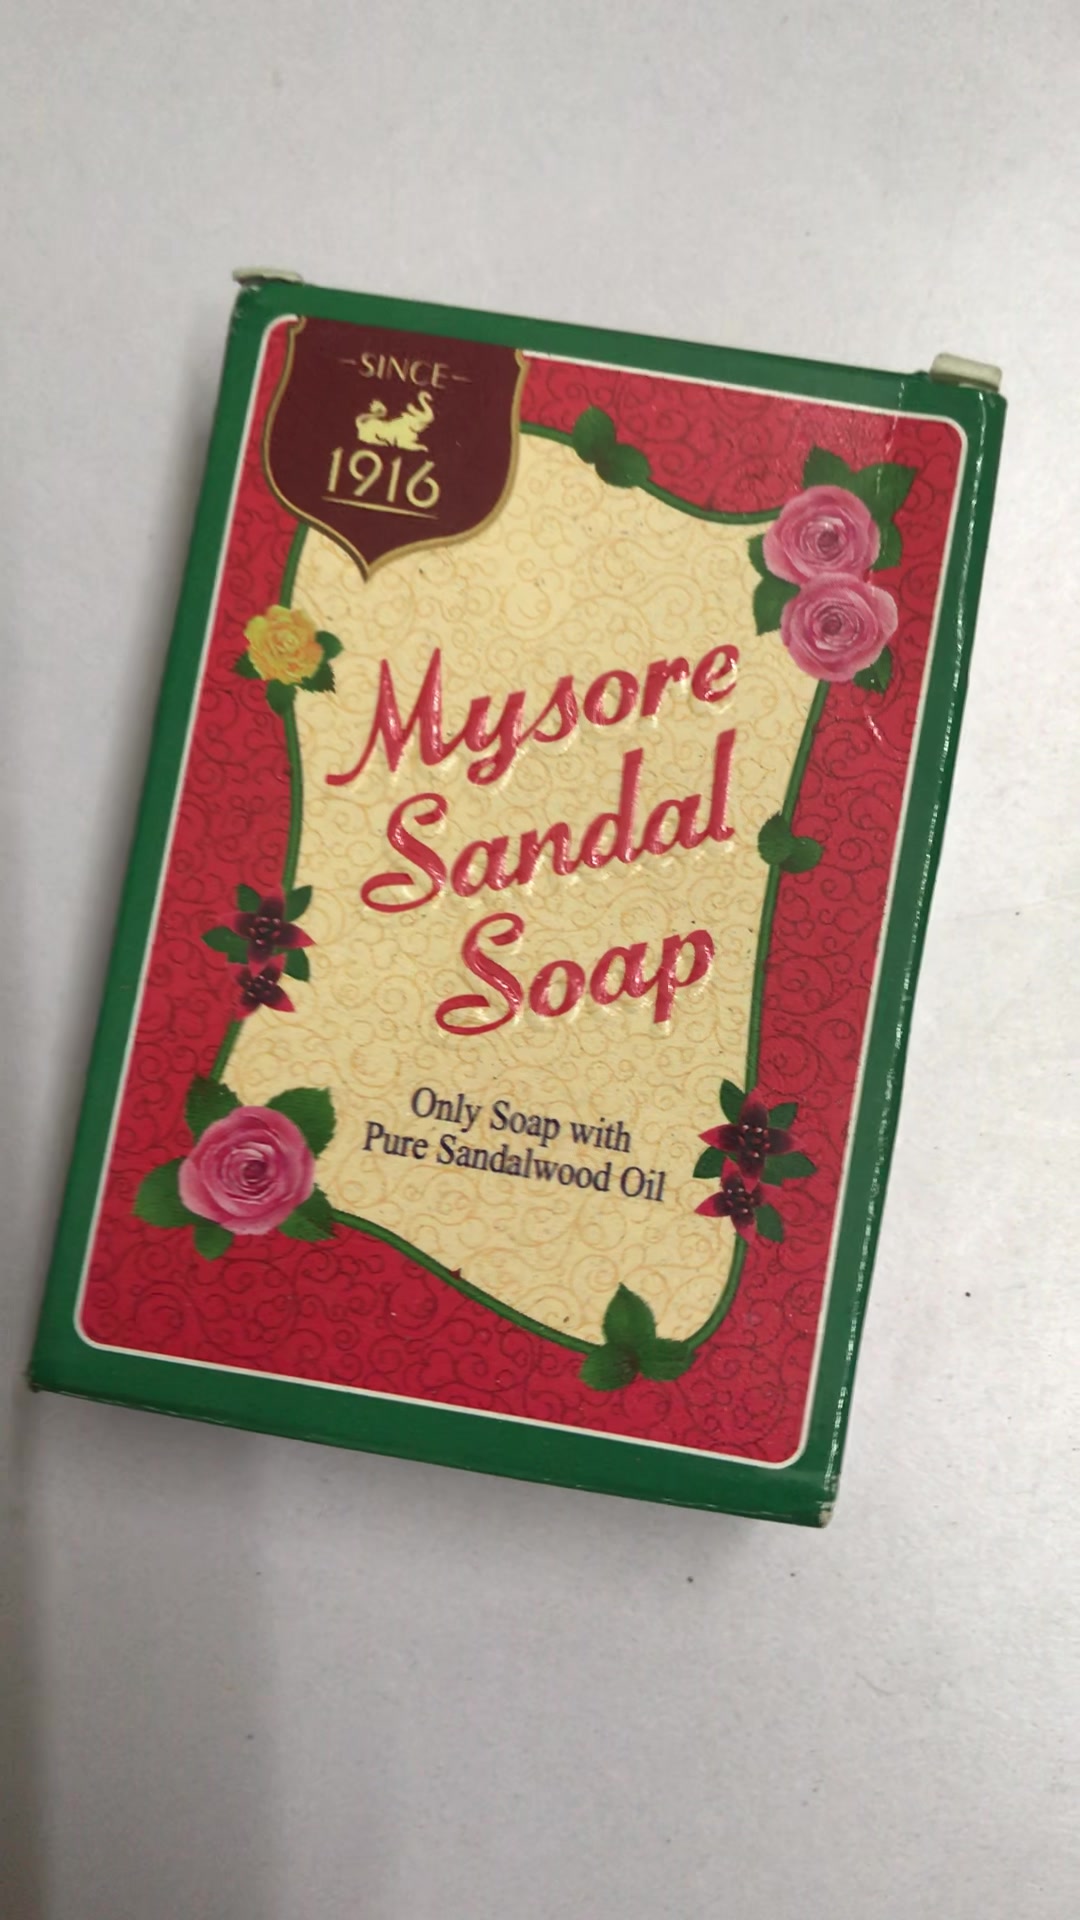 -SINCE-
1916
Mysore
Sandal
Soap
Only Soap with
Pure Sandalwood Oil